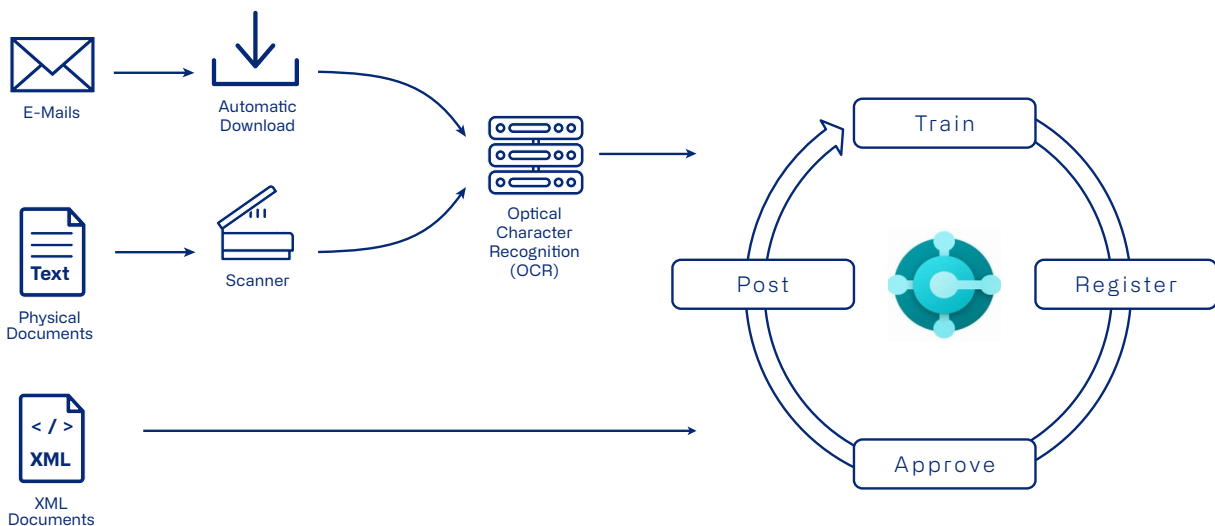 E-Mails
Automatic
Download
Optical
Character
Recognition
(OCR)
Text
Physical
Documents
Scanner
< / >
XML
XML
Documents
Train
Register
Approve
Post